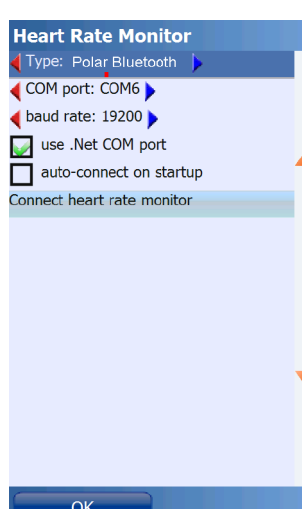 Heart Rate Monitor
Type: Polar Bluetooth
COM port: COM6
baud rate: 19200
use .Net COM port
auto-connect on startup
Connect heart rate monitor
OK